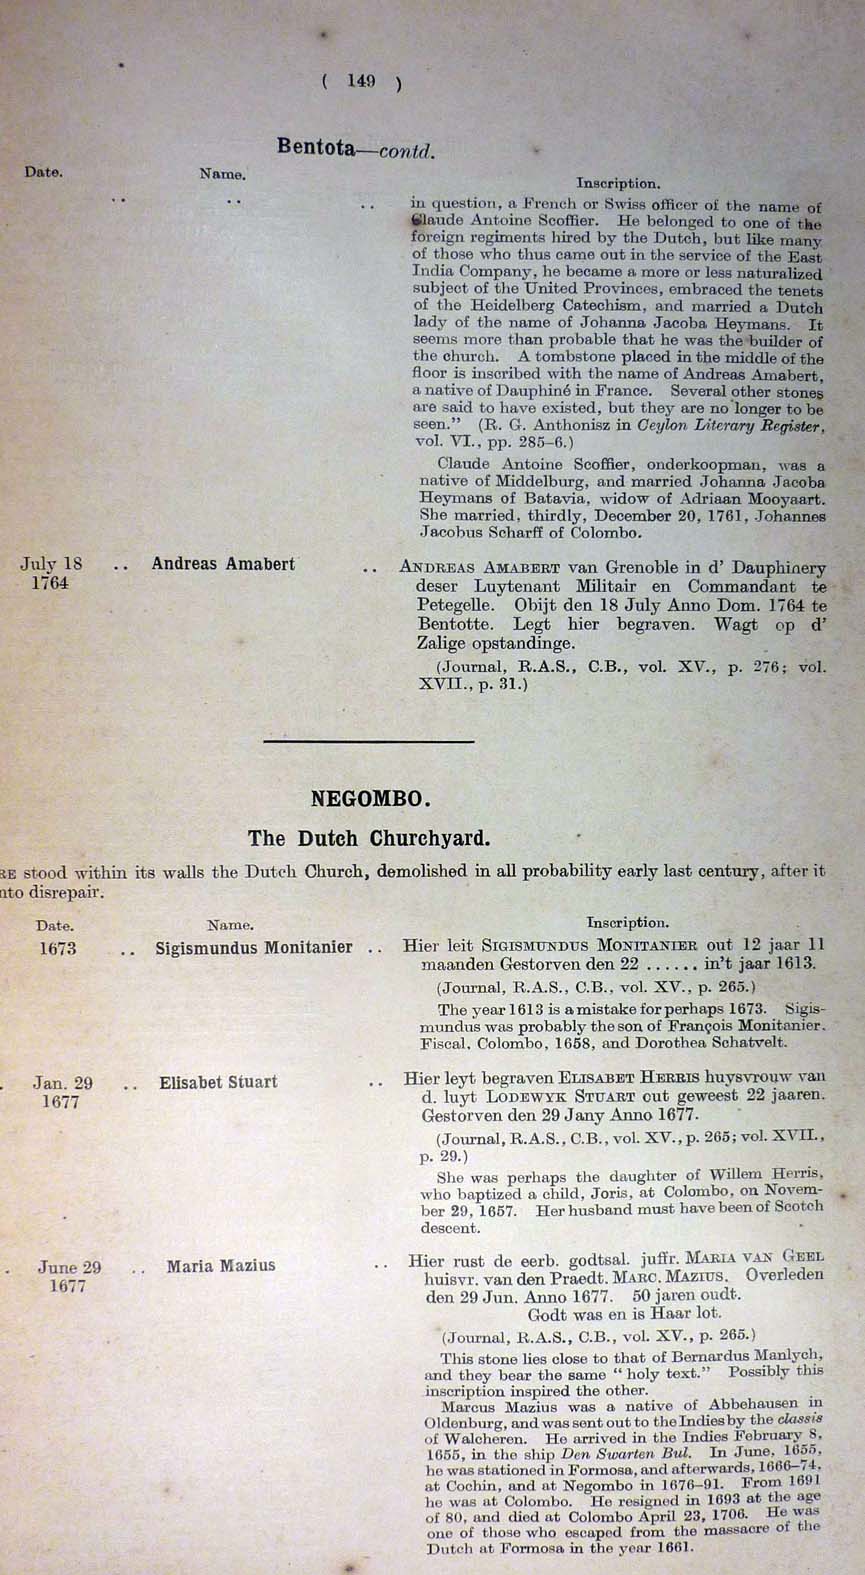 ( 149 )
Bentota—contd.
Date. Name. Inscription.
.. .. .. in question, a French or Swiss officer of the name of
Claude Antoine Scoffier. He belonged to one of the
foreign regiments hired by the Dutch, but like many
of those who thus came out in the service of the East
India Company, he became a more or less naturalized
subject of the United Provinces, embraced the tenets
of the Heidelberg Catechism, and married a Dutch
lady of the name of Johanna Jacoba Heymans. It
seems more than probable that he was the builder of
the church. A tombstone placed in the middle of the
floor is inscribed with the name of Andreas Amabert,
a native of Dauphiné in France. Several other stones
are said to have existed, but they are no longer to be
seen.” (R. G. Anthonisz in Ceylon Literary Register,
vol. VI., pp. 285–6.)
Claude Antoine Scoffier, onderkoopman, was a
native of Middelburg, and married Johanna Jacoba
Heymans of Batavia, widow of Adriaan Mooyaart.
She married, thirdly, December 20, 1761, Johannes
Jacobus Scharff of Colombo.
July 18 .. Andreas Amabert .. ANDREAS AMABERT van Grenoble in d’ Dauphinery
1764 deser Luytenant Militair en Commandant te
Petegelle. Obijt den 18 July Anno Dom. 1764 te
Bentotte. Legt hier begraven. Wagt op d’
Zalige opstandinge.
(Journal, R.A.S., C.B., vol. XV., p. 276; vol.
XVII., p. 31.)
NEGOMBO.
The Dutch Churchyard.
RE stood within its walls the Dutch Church, demolished in all probability early last century, after it
nto disrepair.
Date. Name. Inscription.
1673 .. Sigismundus Monitanier .. Hier leit SIGISMUNDUS MONITANIER out 12 jaar 11
maanden Gestorven den 22 ...... in’t jaar 1613.
(Journal, R.A.S., C.B., vol. XV., p. 265.)
The year 1613 is a mistake for perhaps 1673. Sigis-
mundus was probably the son of François Monitanier.
Fiscal, Colombo, 1658, and Dorothea Schatvelt.
. Jan. 29 .. Elisabet Stuart .. Hier leyt begraven ELISABET HERRIS huysvrouw van
1677 d. luyt LODEWYK STUART out geweest 22 jaaren.
Gestorven den 29 Jany Anno 1677.
(Journal, R.A.S., C.B., vol. XV., p. 265; vol. XVII.,
p. 29.)
She was perhaps the daughter of Willem Herris,
who baptized a child, Joris, at Colombo, on Novem-
ber 29, 1657. Her husband must have been of Scotch
descent.
. June 29 .. Maria Mazius .. Hier rust de eerb. godtsal. juffr. MARIA VAN GEEL
1677 huisvr. van den Praedt. MARC. MAZIUS. Overleden
den 29 Jun. Anno 1677. 50 jaren oudt.
Godt was en is Haar lot.
(Journal, R.A.S., C.B., vol. XV., p. 265.)
This stone lies close to that of Bernardus Manlych,
and they bear the same “ holy text.” Possibly this
inscription inspired the other.
Marcus Mazius was a native of Abbehausen in
Oldenburg, and was sent out to the Indies by the classis
of Walcheren. He arrived in the Indies February 8,
1655, in the ship Den Swarten Bul. In June, 1655,
he was stationed in Formosa, and afterwards, 1666–74,
at Cochin, and at Negombo in 1676–91. From 1691
he was at Colombo. He resigned in 1693 at the age
of 80, and died at Colombo April 23, 1706. He was
one of those who escaped from the massacre of the
Dutch at Formosa in the year 1661.